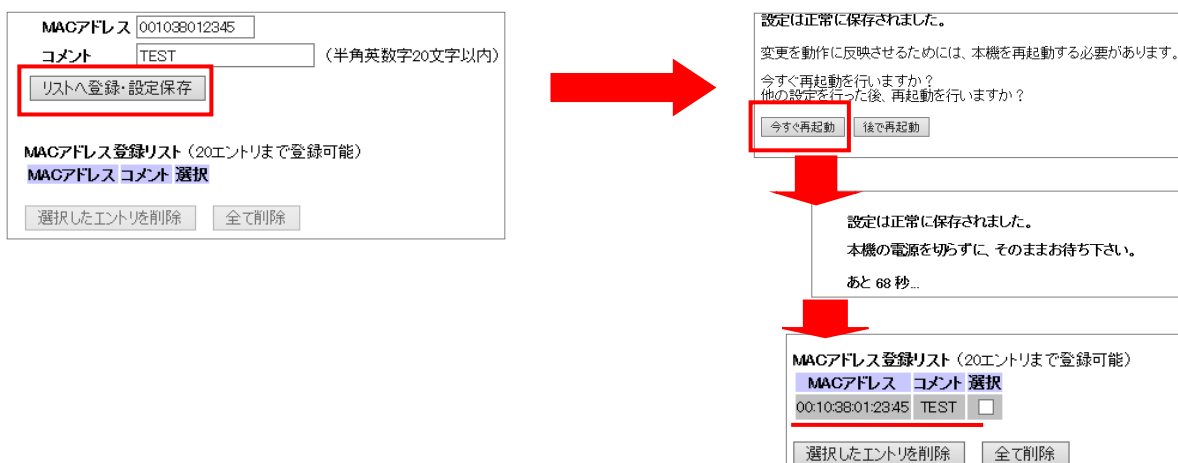 MACアドレス 001038012345
コメント TEST (半角英数字20文字以内)
リストへ登録・設定保存
MACアドレス登録リスト(20エントリまで登録可能)
MACアドレス コメント 選択
選択したエントリを削除 全て削除
設定は正常に保存されました。
変更を動作に反映させるためには、本機を再起動する必要があります。
今すぐ再起動を行いますか?
他の設定を行った後、再起動を行いますか?
今すぐ再起動 後で再起動
設定は正常に保存されました。
本機の電源を切らずに、そのままお待ち下さい。
あと 68 秒...
MACアドレス登録リスト(20エントリまで登録可能)
MACアドレス コメント 選択
00:10:38:01:23:45 TEST
選択したエントリを削除 全て削除